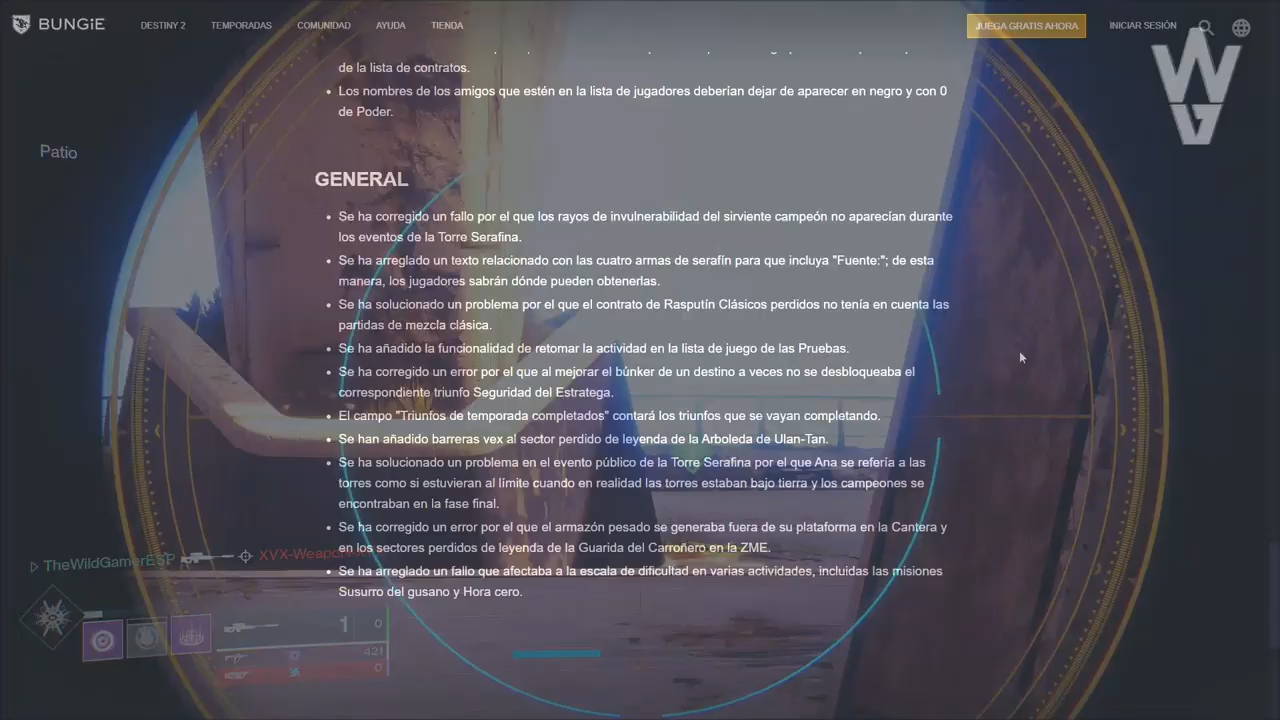 BUNGiE
DESTINY 2
TEMPORADAS
COMUNIDAD
AYUDA
TIENDA
JUEGA GRATIS AHORA
INICIAR SESIÓN
W
G
de la lista de contratos.
• Los nombres de los amigos que estén en la lista de jugadores deberían dejar de aparecer en negro y con 0
de Poder.
Patio
GENERAL
• Se ha corregido un fallo por el que los rayos de invulnerabilidad del sirviente campeón no aparecían durante
los eventos de la Torre Serafina.
• Se ha arreglado un texto relacionado con las cuatro armas de serafín para que incluya "Fuente:"; de esta
manera, los jugadores sabrán dónde pueden obtenerlas.
• Se ha solucionado un problema por el que el contrato de Rasputín Clásicos perdidos no tenía en cuenta las
partidas de mezcla clásica.
• Se ha añadido la funcionalidad de retomar la actividad en la lista de juego de las Pruebas.
• Se ha corregido un error por el que al mejorar el búnker de un destino a veces no se desbloqueaba el
correspondiente triunfo Seguridad del Estratega.
• El campo "Triunfos de temporada completados" contará los triunfos que se vayan completando.
• Se han añadido barreras vex al sector perdido de leyenda de la Arboleda de Ulan-Tan.
• Se ha solucionado un problema en el evento público de la Torre Serafina por el que Ana se refería a las
torres como si estuvieran al límite cuando en realidad las torres estaban bajo tierra y los campeones se
encontraban en la fase final.
• Se ha corregido un error por el que el armazón pesado se generaba fuera de su plataforma en la Cantera y
en los sectores perdidos de leyenda de la Guarida del Carroñero en la ZME.
• Se ha arreglado un fallo que afectaba a la escala de dificultad en varias actividades, incluidas las misiones
Susurro del gusano y Hora cero.
TheWildGamerESP
1
0
421
0